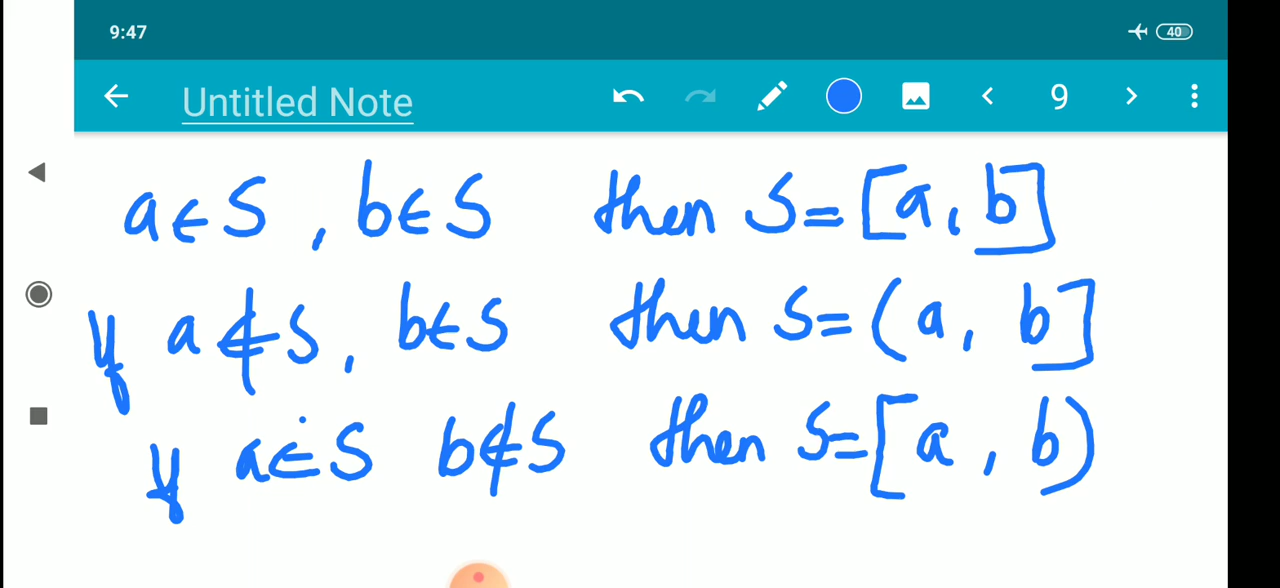 9:47
40
Untitled Note
9
a∈S , b∈S then S=[a, b]
if a∉S, b∈S then S=(a, b]
if a∈S b∉S then S=[a, b)